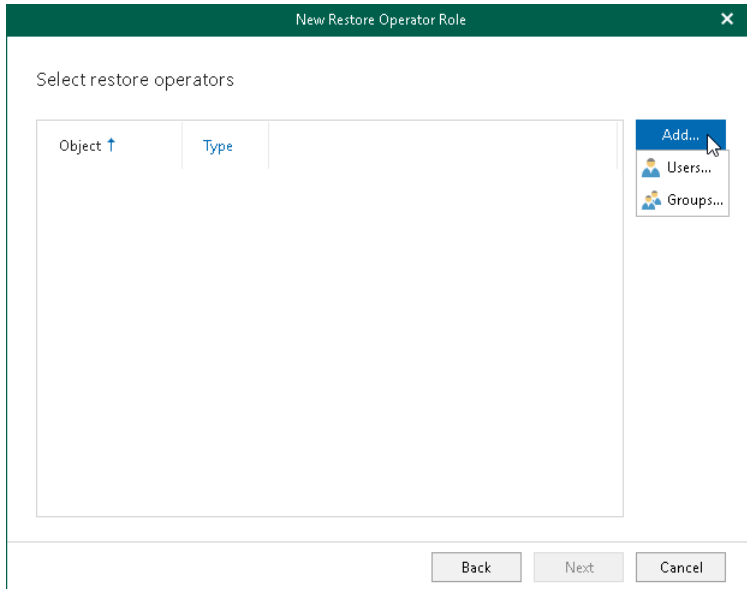 New Restore Operator Role
Select restore operators
Object Type
Add...
Users...
Groups...
Back Next Cancel